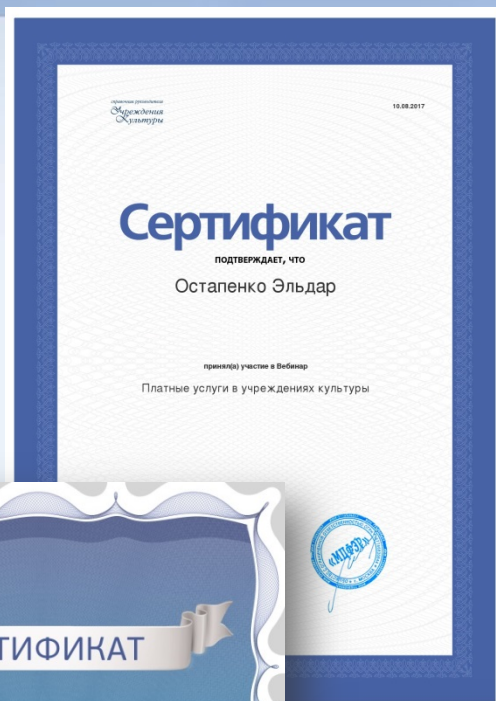 справочник руководителя
Учреждения
Культуры
10.08.2017
Сертификат
ПОДТВЕРЖДАЕТ, ЧТО
Остапенко Эльдар
принял(а) участие в Вебинар
Платные услуги в учреждениях культуры
«МЦФЭР»
ТИФИКАТ